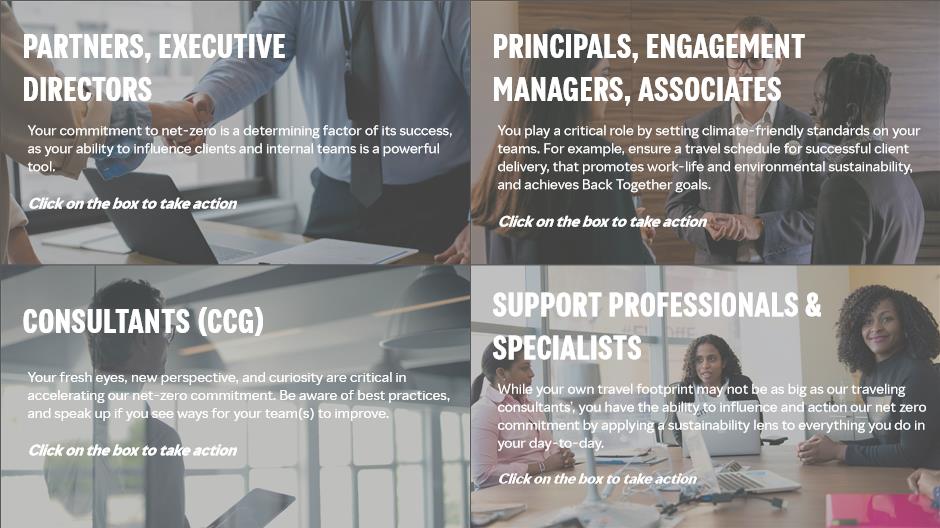 PARTNERS, EXECUTIVE
DIRECTORS
Your commitment to net-zero is a determining factor of its success,
as your ability to influence clients and internal teams is a powerful
tool.
Click on the box to take action
PRINCIPALS, ENGAGEMENT
MANAGERS, ASSOCIATES
You play a critical role by setting climate-friendly standards on your
teams. For example, ensure a travel schedule for successful client
delivery, that promotes work-life and environmental sustainability,
and achieves Back Together goals.
Click on the box to take action
CONSULTANTS (CCG)
Your fresh eyes, new perspective, and curiosity are critical in
accelerating our net-zero commitment. Be aware of best practices,
and speak up if you see ways for your team(s) to improve.
Click on the box to take action
SUPPORT PROFESSIONALS &
SPECIALISTS
While your own travel footprint may not be as big as our traveling
consultants', you have the ability to influence and action our net zero
commitment by applying a sustainability lens to everything you do in
your day-to-day.
Click on the box to take action